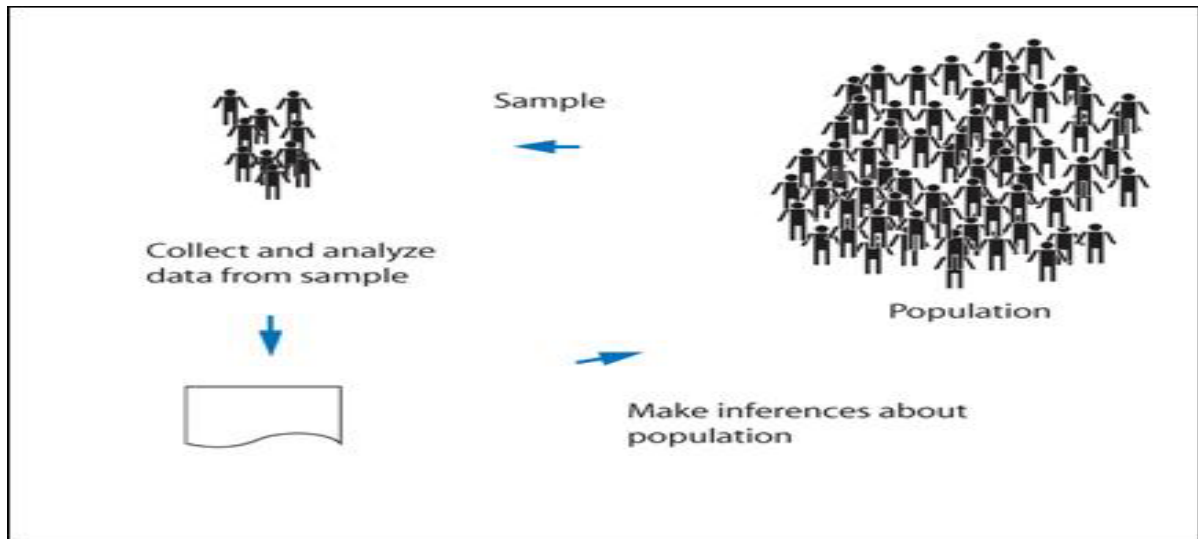 Sample
Collect and analyze
data from sample
Population
Make inferences about
population